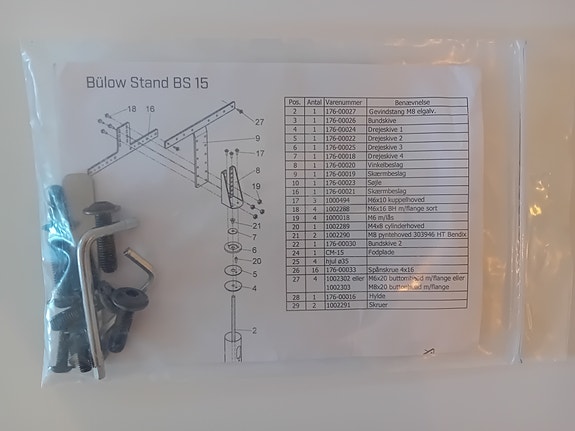 Bülow Stand BS 15
18
16
27
9
17
8
19
21
7
6
20
5
4
2
Pos. Antal Varenummer Benævnelse
2 1 176-00027 Gevindstang M8 elgalv.
3 1 176-00026 Bundskive
4 1 176-00024 Drejeskive 1
5 1 176-00022 Drejeskive 2
6 1 176-00025 Drejeskive 3
7 1 176-00018 Drejeskive 4
8 1 176-00020 Vinkelbeslag
9 1 176-00019 Skærmbeslag
10 1 176-00023 Søjle
16 1 176-00021 Skærmbeslag
17 3 1000494 M6x10 kuppelhoved
18 4 1002288 M6x16 BH m/flange sort
19 4 1000018 M6 m/lås
20 1 1002289 M4x8 cylinderhoved
21 2 1002290 M8 pyntehoved 303946 HT Bendix
22 1 176-00030 Bundskive 2
24 1 CM-15 Fodplade
25 4 hjul ø35
26 16 176-00033 Spånskrue 4x16
27 4 1002302 eller M6x20 buttonhead m/flange eller
1002303 M8x20 buttonhead m/flange
28 1 176-00016 Hylde
29 2 1002291 Skruer